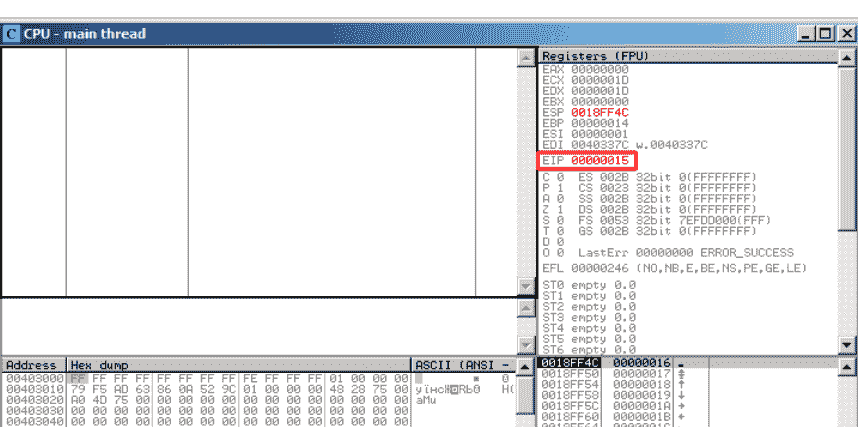 C CPU - main thread
Registers (FPU)
EAX 00000000
ECX 0000001D
EDX 0000001D
EBX 00000000
ESP 0018FF4C
EBP 00000014
ESI 00000001
EDI 0040337C w.0040337C
EIP 00000015
C 0 ES 002B 32bit 0(FFFFFFFF)
P 1 CS 0023 32bit 0(FFFFFFFF)
A 0 SS 002B 32bit 0(FFFFFFFF)
Z 1 DS 002B 32bit 0(FFFFFFFF)
S 0 FS 0053 32bit 7EFDD000(FFF)
T 0 GS 002B 32bit 0(FFFFFFFF)
D 0
O 0 LastErr 00000000 ERROR_SUCCESS
EFL 00000246 (NO,NB,E,BE,NS,PE,GE,LE)
ST0 empty 0.0
ST1 empty 0.0
ST2 empty 0.0
ST3 empty 0.0
ST4 empty 0.0
ST5 empty 0.0
ST6 empty 0.0
Address Hex dump ASCII (ANSI -
00403000 FF FF FF FF FF FF FF FF FE FF FF FF 01 00 00 00
00403010 79 F5 AD 63 86 0A 52 9C 01 00 00 00 48 28 75 00
00403020 A0 4D 75 00 00 00 00 00 00 00 00 00 00 00 00 00 aMu
00403030 00 00 00 00 00 00 00 00 00 00 00 00 00 00 00 00
00403040 00 00 00 00 00 00 00 00 00 00 00 00 00 00 00 00
0018FF4C 00000016
0018FF50 00000017
0018FF54 00000018 ↑
0018FF58 00000019 ↓
0018FF5C 0000001A →
0018FF60 0000001B ←
0018FF64 0000001C